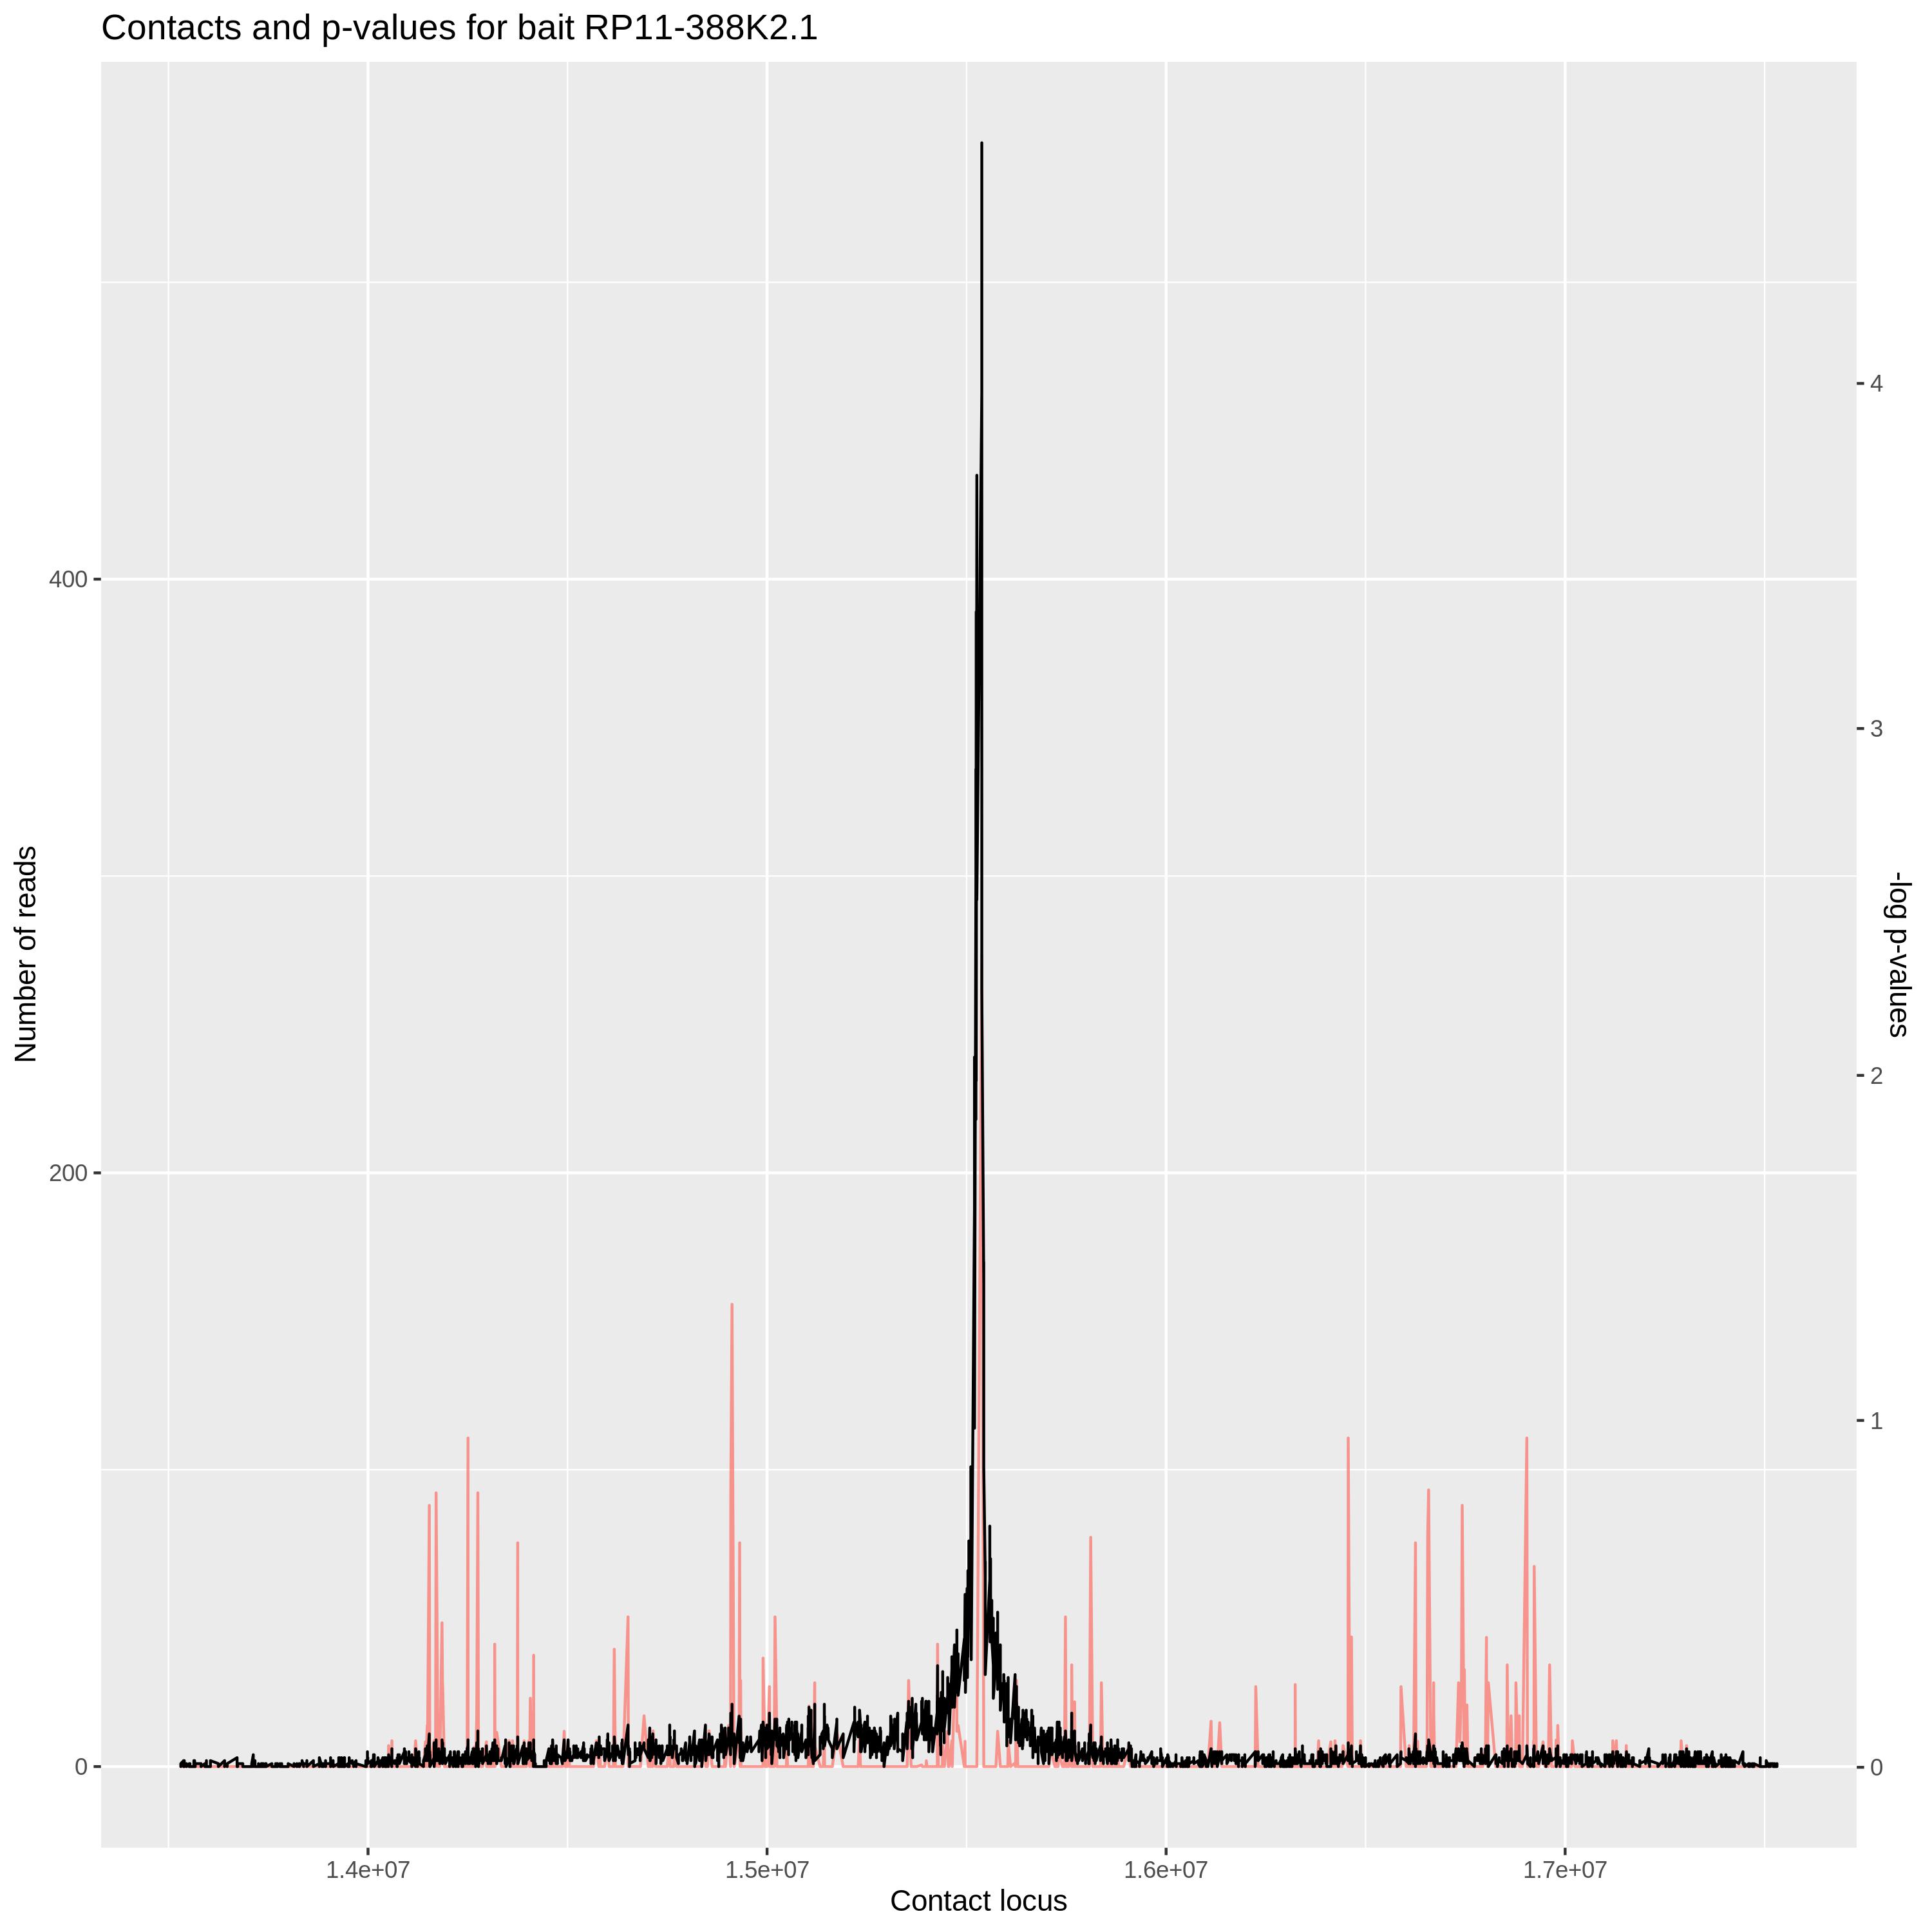 Contacts and p-values for bait RP11-388K2.1
Number of reads
400
200
0
4
3
2
1
0
-log p-values
1.4e+07
1.5e+07
1.6e+07
1.7e+07
Contact locus